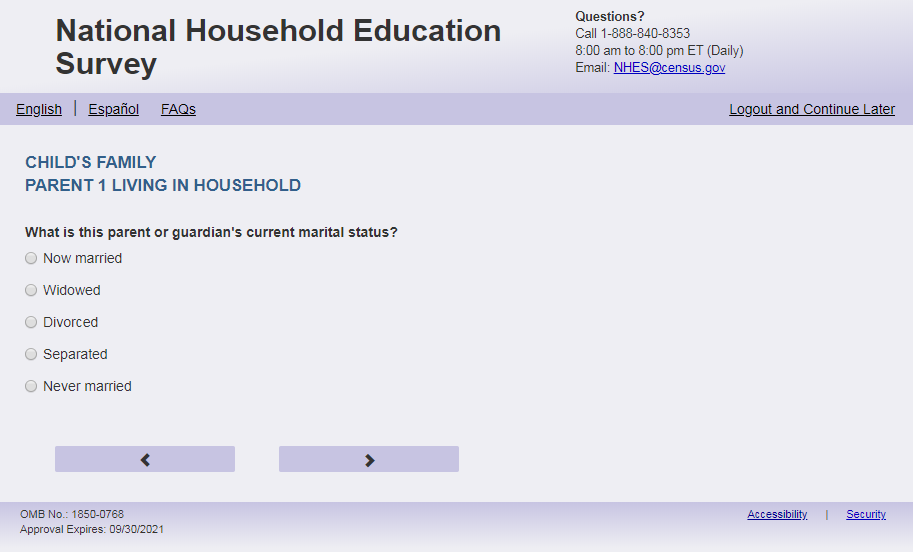 National Household Education
Survey
Questions?
Call 1-888-840-8353
8:00 am to 8:00 pm ET (Daily)
Email: NHES@census.gov
English | Español FAQs
Logout and Continue Later
CHILD'S FAMILY
PARENT 1 LIVING IN HOUSEHOLD
What is this parent or guardian's current marital status?
Now married
Widowed
Divorced
Separated
Never married
OMB No.: 1850-0768
Approval Expires: 09/30/2021
Accessibility | Security